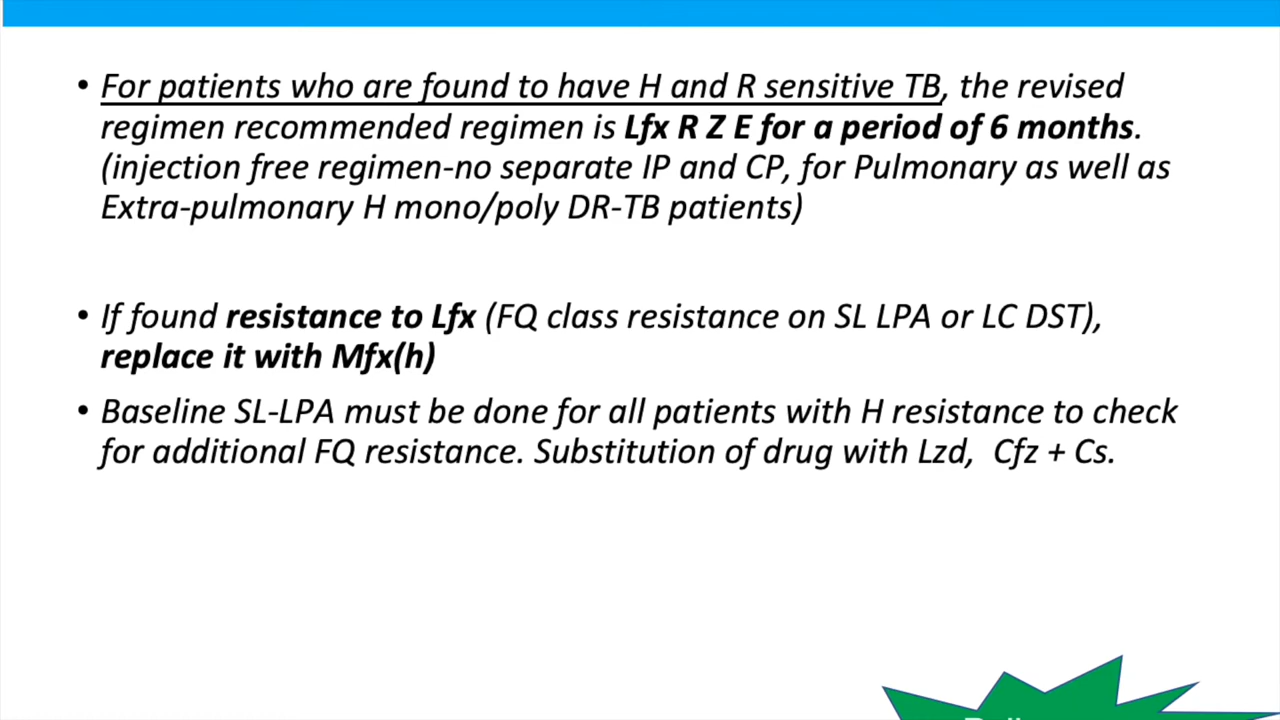 • For patients who are found to have H and R sensitive TB, the revised
regimen recommended regimen is Lfx R Z E for a period of 6 months.
(injection free regimen-no separate IP and CP, for Pulmonary as well as
Extra-pulmonary H mono/poly DR-TB patients)
• If found resistance to Lfx (FQ class resistance on SL LPA or LC DST),
replace it with Mfx(h)
• Baseline SL-LPA must be done for all patients with H resistance to check
for additional FQ resistance. Substitution of drug with Lzd, Cfz + Cs.